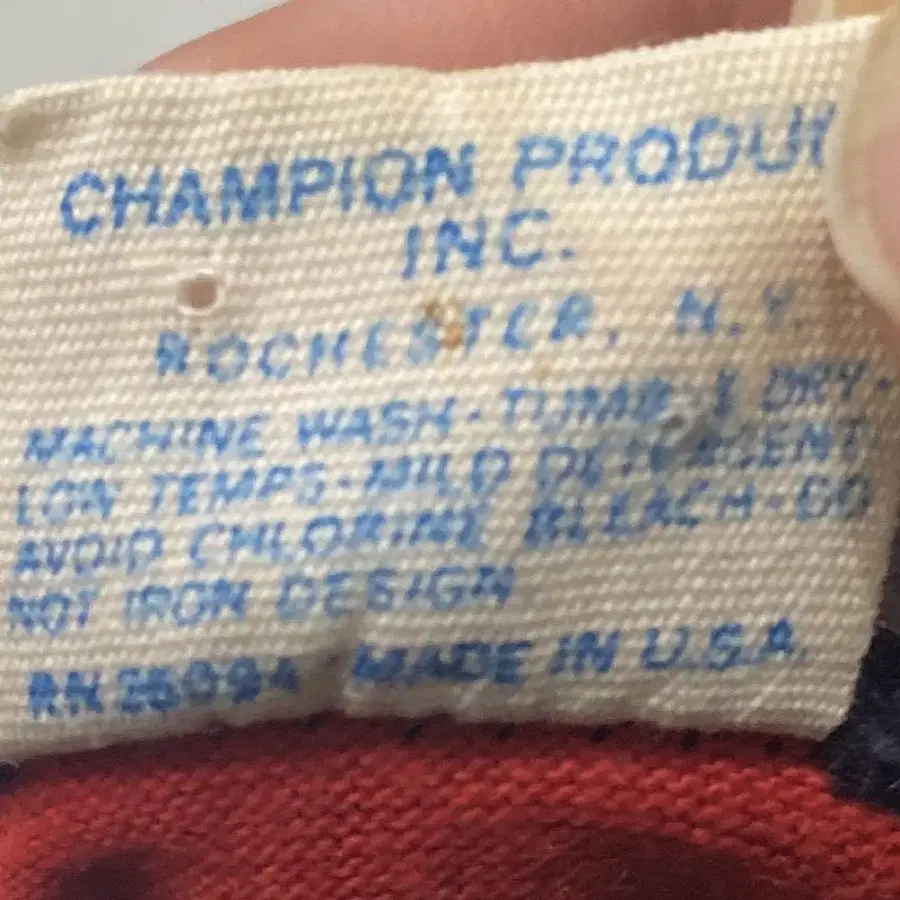 CHAMPION PRODU
INC.
ROCHESTER, N.Y.
MACHINE WASH - TUMBLE DRY -
LOW TEMPS - MILD DETERGENT
AVOID CHLORINE BLEACH - DO
NOT IRON DESIGN
RN 26094 MADE IN U.S.A.